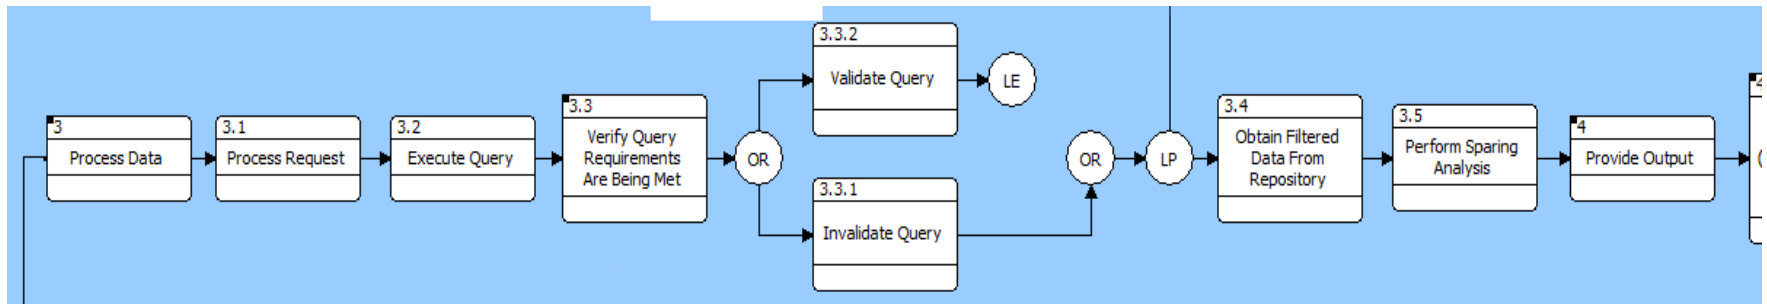 3
Process Data
3.1
Process Request
3.2
Execute Query
3.3
Verify Query
Requirements
Are Being Met
OR
3.3.2
Validate Query
LE
3.3.1
Invalidate Query
OR
LP
3.4
Obtain Filtered
Data From
Repository
3.5
Perform Sparing
Analysis
4
Provide Output